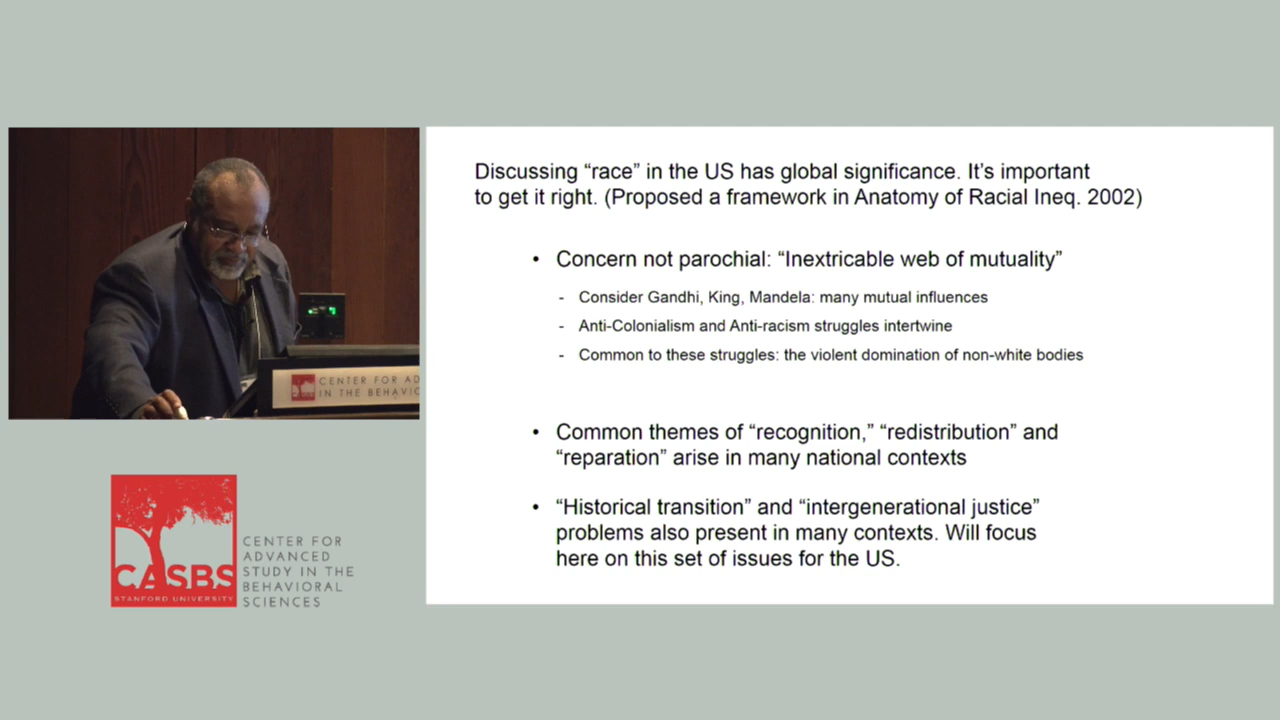 Discussing “race” in the US has global significance. It’s important
to get it right. (Proposed a framework in Anatomy of Racial Ineq. 2002)
• Concern not parochial: “Inextricable web of mutuality”
- Consider Gandhi, King, Mandela: many mutual influences
- Anti-Colonialism and Anti-racism struggles intertwine
- Common to these struggles: the violent domination of non-white bodies
• Common themes of “recognition,” “redistribution” and
“reparation” arise in many national contexts
• “Historical transition” and “intergenerational justice”
problems also present in many contexts. Will focus
here on this set of issues for the US.
CENTER FOR AD
IN THE BEHAVIO
CASBS
STANFORD UNIVERSITY
CENTER FOR
ADVANCED
STUDY IN THE
BEHAVIORAL
SCIENCES